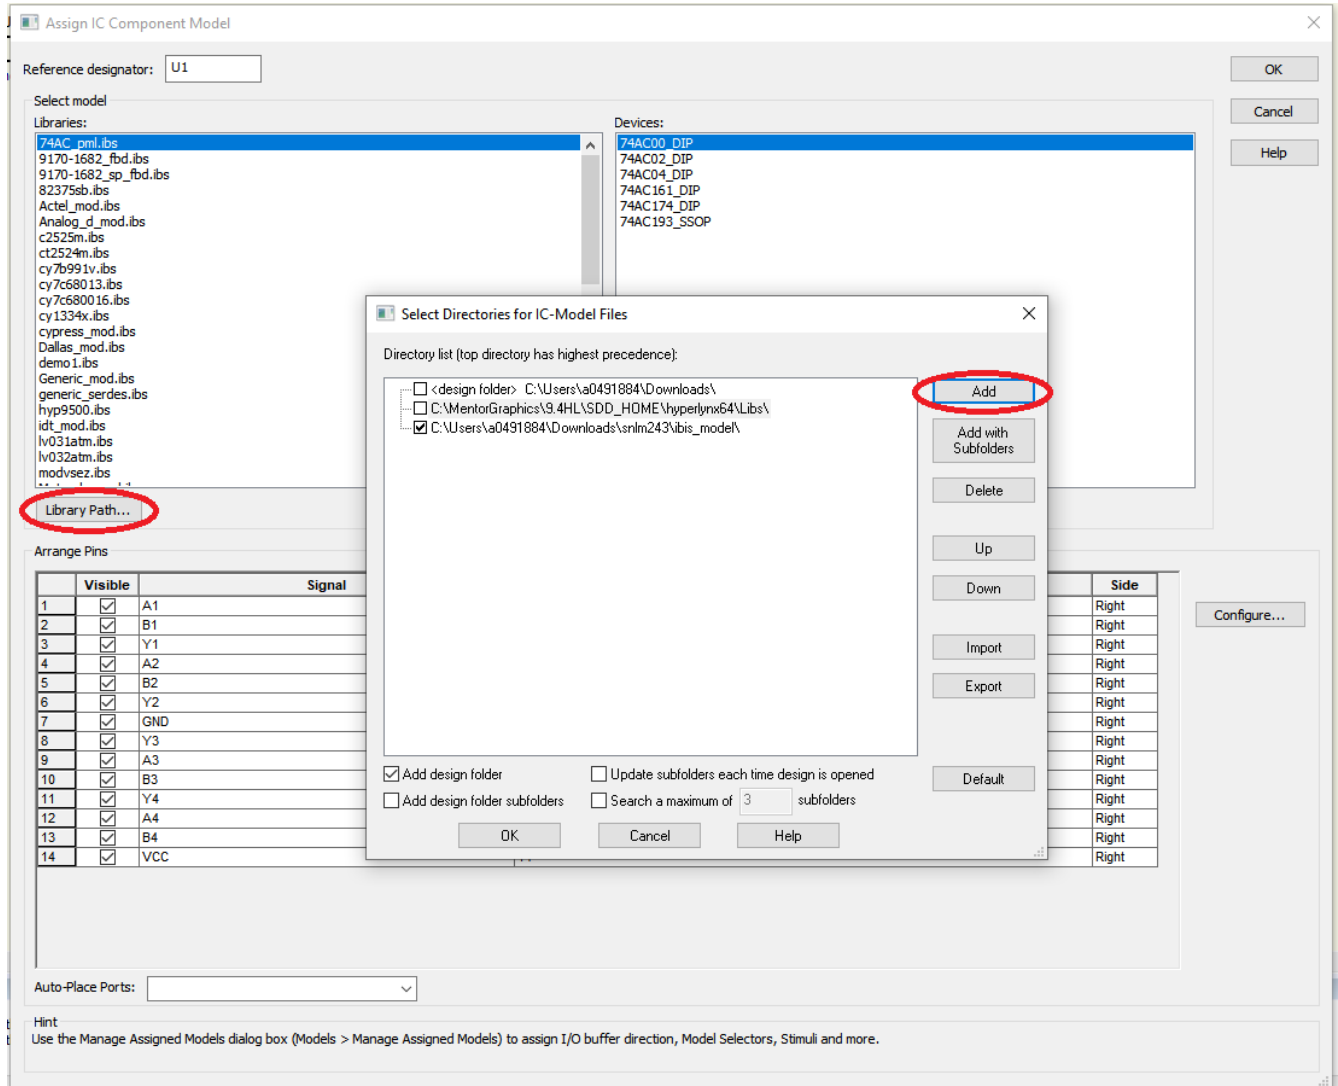 Assign IC Component Model
Reference designator: U1
OK
Cancel
Help
Select model
Libraries:
74AC_pml.ibs
9170-1682_fbd.ibs
9170-1682_sp_fbd.ibs
82375sb.ibs
Actel_mod.ibs
Analog_d_mod.ibs
c2525m.ibs
ct2524m.ibs
cy7b991v.ibs
cy7c68013.ibs
cy7c680016.ibs
cy1334x.ibs
cypress_mod.ibs
Dallas_mod.ibs
demo1.ibs
Generic_mod.ibs
generic_serdes.ibs
hyp9500.ibs
idt_mod.ibs
lv031atm.ibs
lv032atm.ibs
modvsez.ibs
Library Path...
Devices:
74AC00_DIP
74AC02_DIP
74AC04_DIP
74AC161_DIP
74AC174_DIP
74AC193_SSOP
Select Directories for IC-Model Files
Directory list (top directory has highest precedence):
<design folder> C:\Users\a0491884\Downloads\
C:\MentorGraphics\9.4HL\SDD_HOME\hyperlynx64\Libs\
C:\Users\a0491884\Downloads\snlm243\ibis_model\
Add
Add with
Subfolders
Delete
Up
Down
Import
Export
Default
Add design folder
Update subfolders each time design is opened
Add design folder subfolders
Search a maximum of 3 subfolders
OK
Cancel
Help
Arrange Pins
Visible Signal Side
1 A1 Right
2 B1 Right
3 Y1 Right
4 A2 Right
5 B2 Right
6 Y2 Right
7 GND Right
8 Y3 Right
9 A3 Right
10 B3 Right
11 Y4 Right
12 A4 Right
13 B4 Right
14 VCC Right
Configure...
Auto-Place Ports:
Hint
Use the Manage Assigned Models dialog box (Models > Manage Assigned Models) to assign I/O buffer direction, Model Selectors, Stimuli and more.